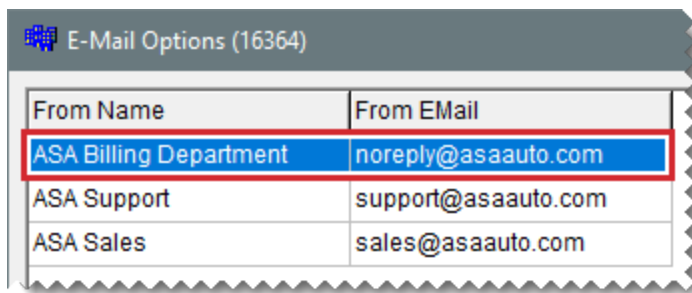 E-Mail Options (16364)
From Name From EMail
ASA Billing Department noreply@asaauto.com
ASA Support support@asaauto.com
ASA Sales sales@asaauto.com